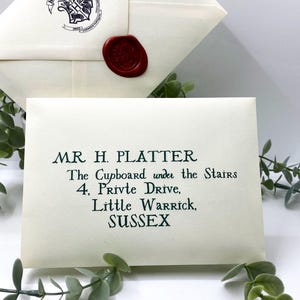 MR H. PLATTER
The Cupboard under the Stairs
4, Privte Drive,
Little Warrick,
SUSSEX